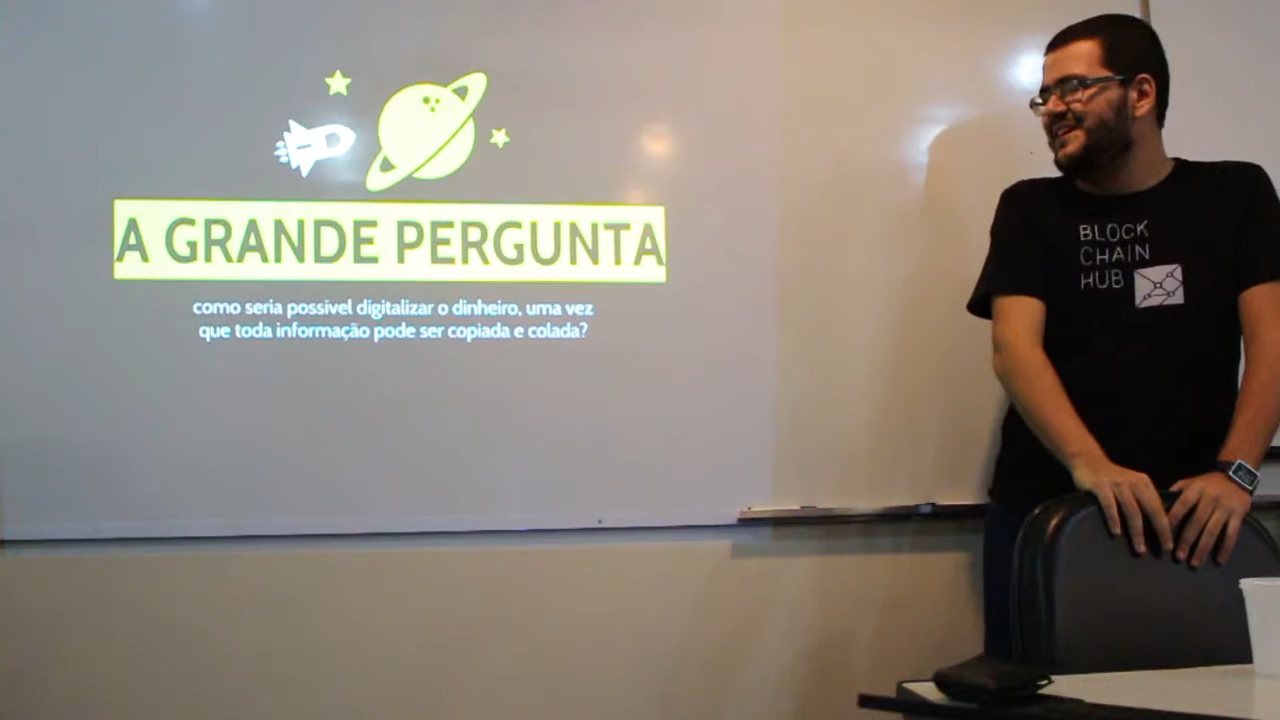 A GRANDE PERGUNTA
como seria possível digitalizar o dinheiro, uma vez
que toda informação pode ser copiada e colada?
BLOCK
CHAIN
HUB